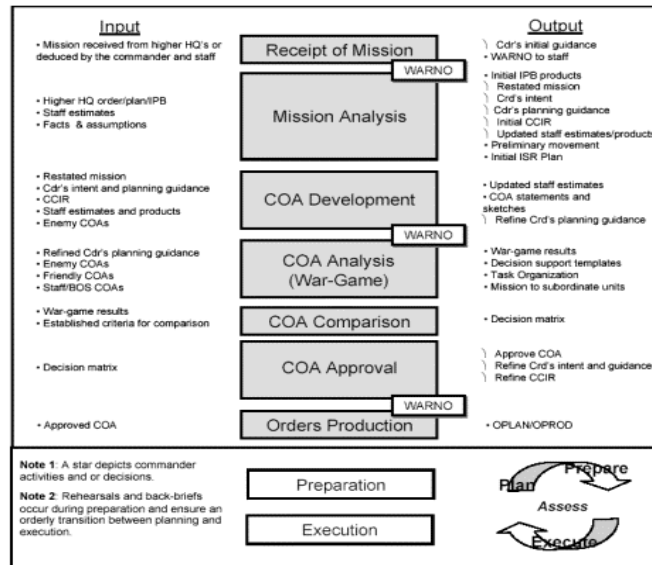 Input
Output
• Mission received from higher HQ's or
deduced by the commander and staff
Receipt of Mission
Cdr's initial guidance
• WARNO to staff
WARNO
• Higher HQ order/plan/IPB
• Staff estimates
• Facts & assumptions
Mission Analysis
• Initial IPB products
Restated mission
Crd's intent
Cdr's planning guidance
Initial CCIR
Updated staff estimates/products
• Preliminary movement
• Initial ISR Plan
• Restated mission
• Cdr's intent and planning guidance
• CCIR
• Staff estimates and products
• Enemy COAs
COA Development
• Updated staff estimates
• COA statements and
sketches
Refine Crd's planning guidance
WARNO
• Refined Cdr's planning guidance
• Enemy COAs
• Friendly COAs
• Staff/BOS COAs
COA Analysis
(War-Game)
• War-game results
• Decision support templates
• Task Organization
• Mission to subordinate units
• War-game results
• Established criteria for comparison
COA Comparison
• Decision matrix
• Decision matrix
COA Approval
Approve COA
Refine Crd's intent and guidance
Refine CCIR
WARNO
• Approved COA
Orders Production
• OPLAN/OPROD
Note 1: A star depicts commander
activities and or decisions.
Note 2: Rehearsals and back-briefs
occur during preparation and ensure an
orderly transition between planning and
execution.
Preparation
Execution
Prepare
Plan
Assess
Execute